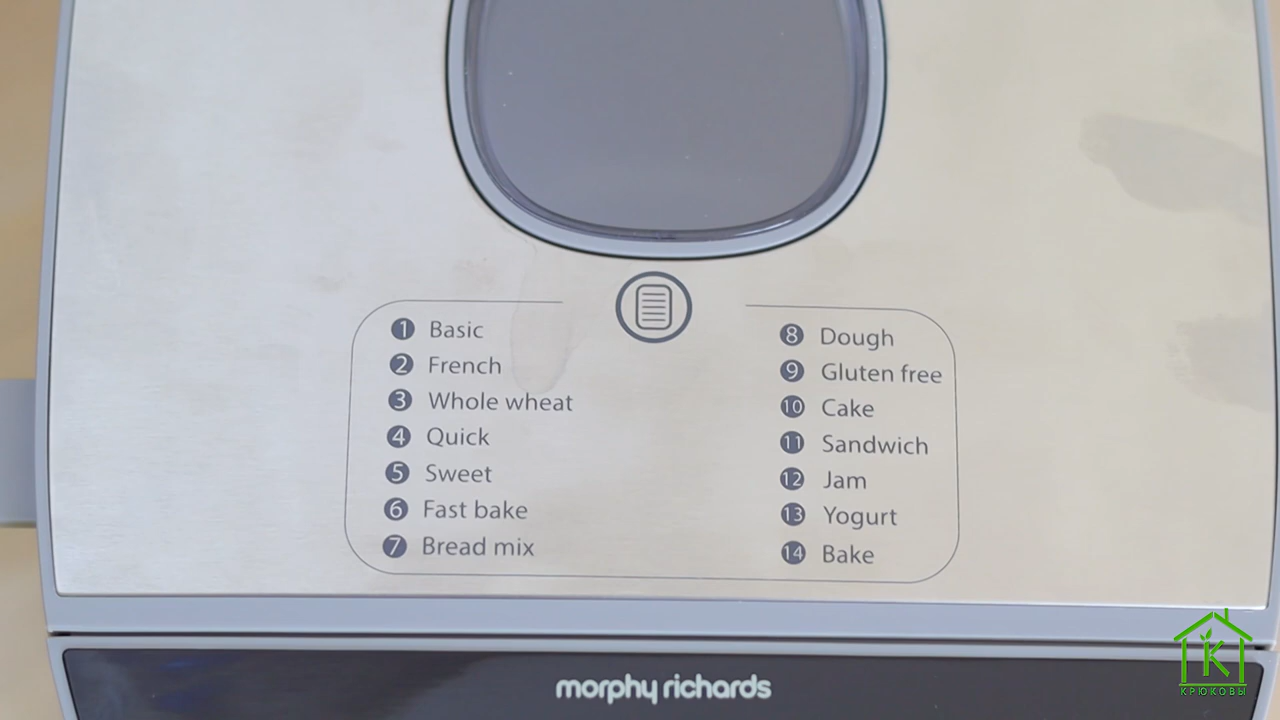 1 Basic
2 French
3 Whole wheat
4 Quick
5 Sweet
6 Fast bake
7 Bread mix
8 Dough
9 Gluten free
10 Cake
11 Sandwich
12 Jam
13 Yogurt
14 Bake
morphy richards
K
КРЮКОВЫ